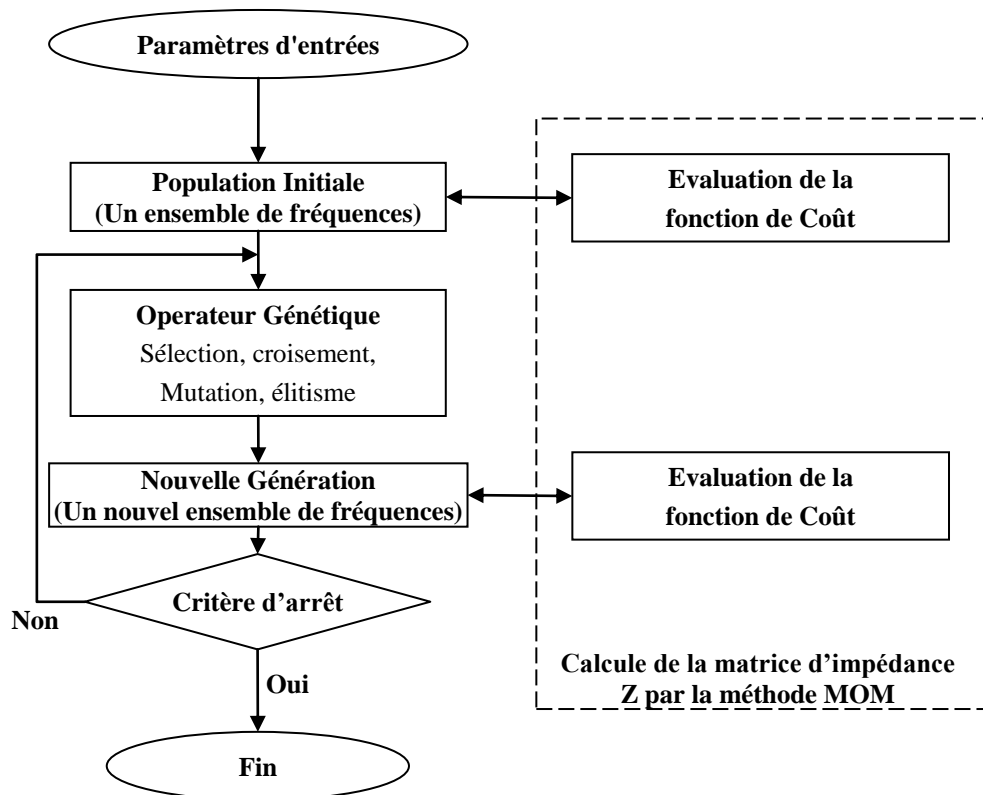 Paramètres d'entrées
Population Initiale
(Un ensemble de fréquences)
Evaluation de la
fonction de Coût
Operateur Génétique
Sélection, croisement,
Mutation, élitisme
Nouvelle Génération
(Un nouvel ensemble de fréquences)
Evaluation de la
fonction de Coût
Critère d’arrêt
Non
Oui
Calcule de la matrice d’impédance
Z par la méthode MOM
Fin